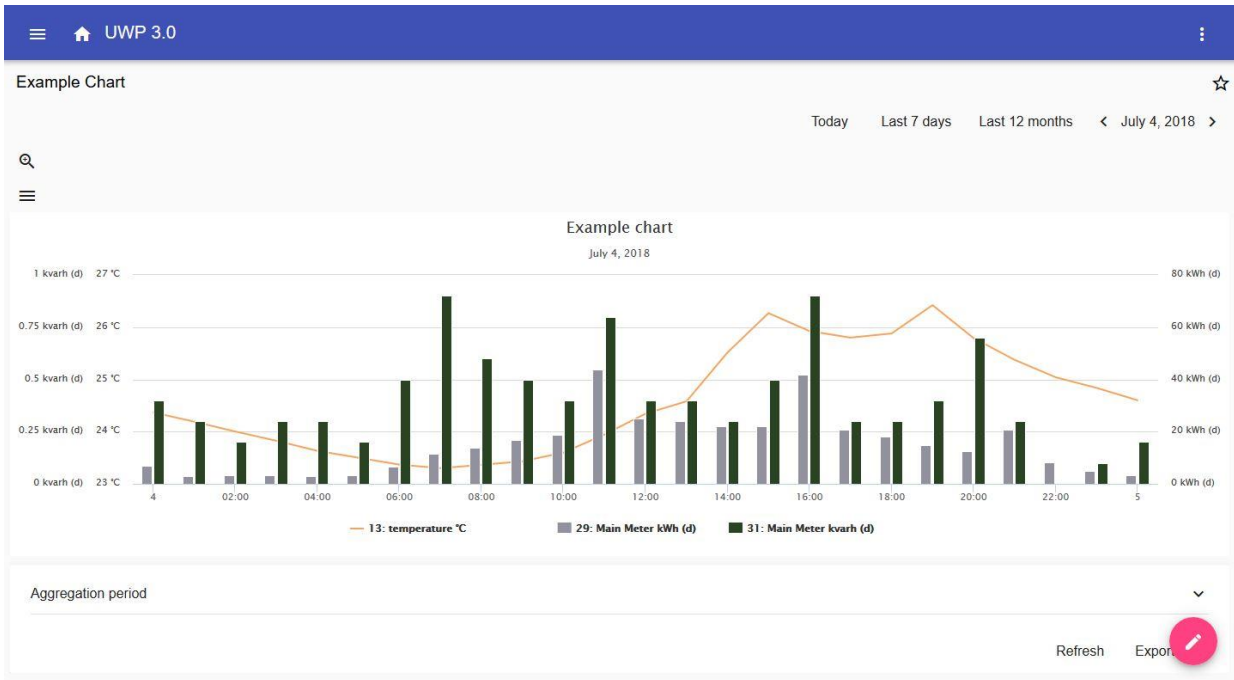 UWP 3.0
Example Chart
Today Last 7 days Last 12 months July 4, 2018
Example chart
July 4, 2018
1 kvarh (d) 27 °C 80 kWh (d)
0.75 kvarh (d) 26 °C 60 kWh (d)
0.5 kvarh (d) 25 °C 40 kWh (d)
0.25 kvarh (d) 24 °C 20 kWh (d)
0 kvarh (d) 23 °C 0 kWh (d)
4 02:00 04:00 06:00 08:00 10:00 12:00 14:00 16:00 18:00 20:00 22:00 5
13: temperature °C 29: Main Meter kWh (d) 31: Main Meter kvarh (d)
Aggregation period
Refresh Export